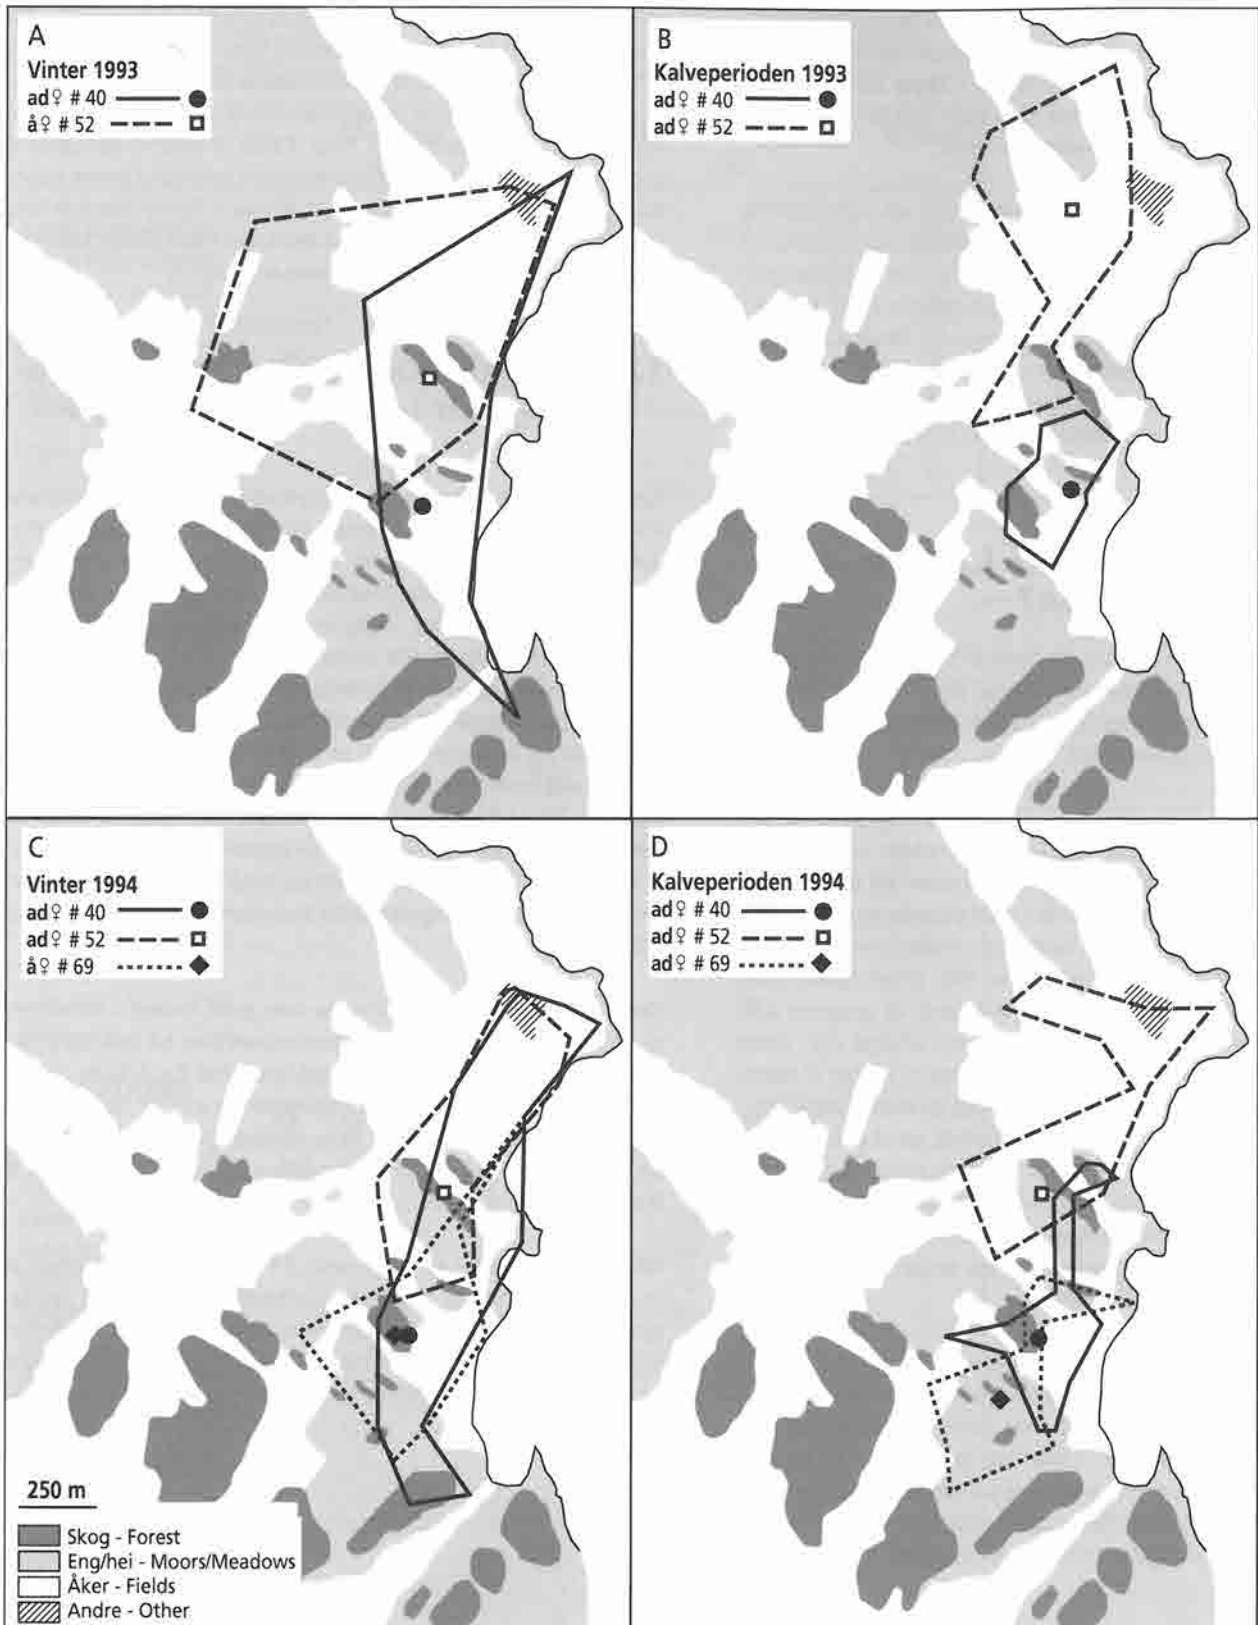 A
Vinter 1993
ad♀ # 40
å♀ # 52
B
Kalveperioden 1993
ad♀ # 40
ad♀ # 52
C
Vinter 1994
ad♀ # 40
ad♀ # 52
å♀ # 69
250 m
Skog - Forest
Eng/hei - Moors/Meadows
Åker - Fields
Andre - Other
D
Kalveperioden 1994
ad♀ # 40
ad♀ # 52
ad♀ # 69